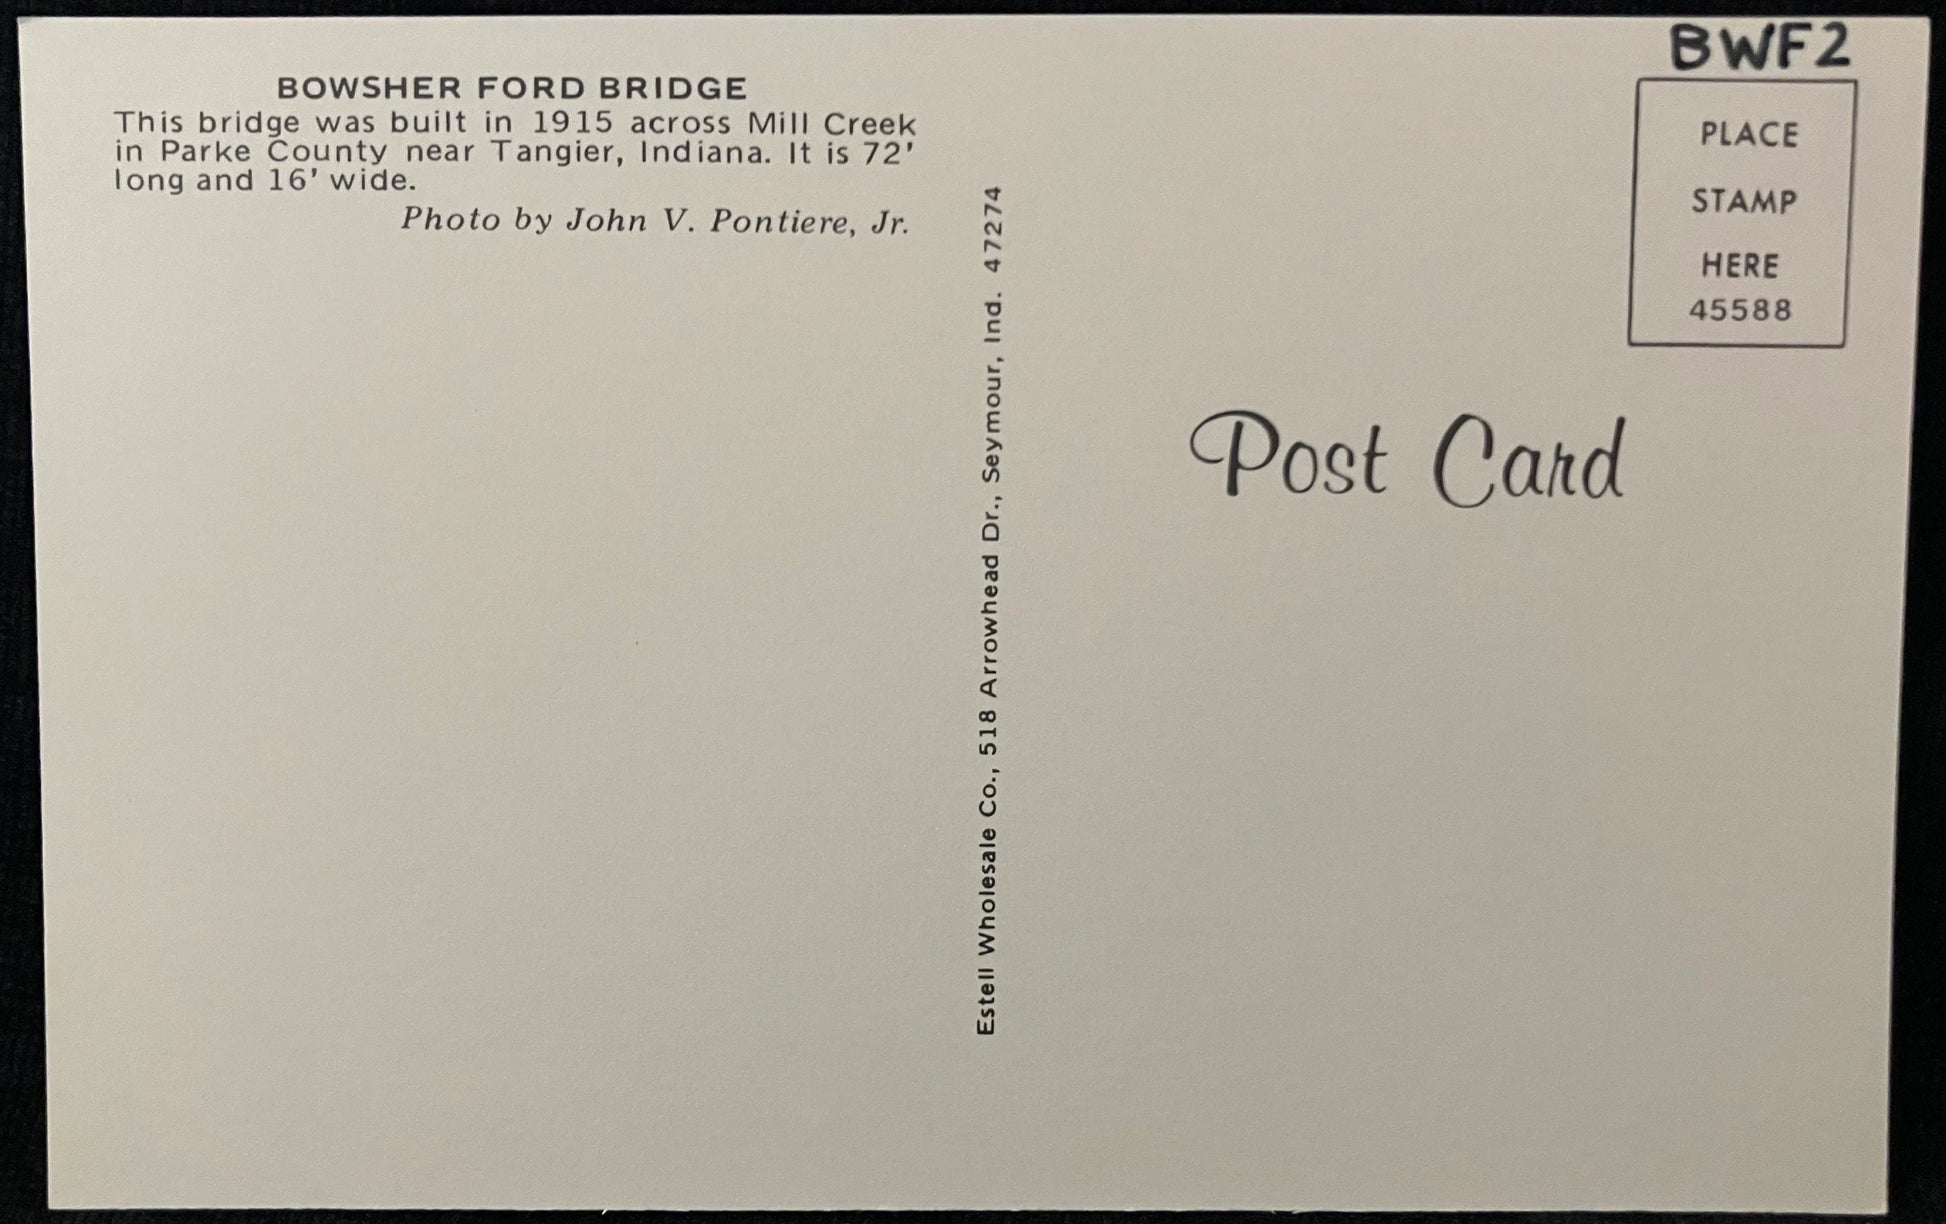 BOWSHER FORD BRIDGE
This bridge was built in 1915 across Mill Creek
in Parke County near Tangier, Indiana. It is 72'
long and 16' wide.
Photo by John V. Pontiere, Jr.
Estell Wholesale Co., 518 Arrowhead Dr., Seymour, Ind. 47274
BWF2
PLACE
STAMP
HERE
45588
Post Card